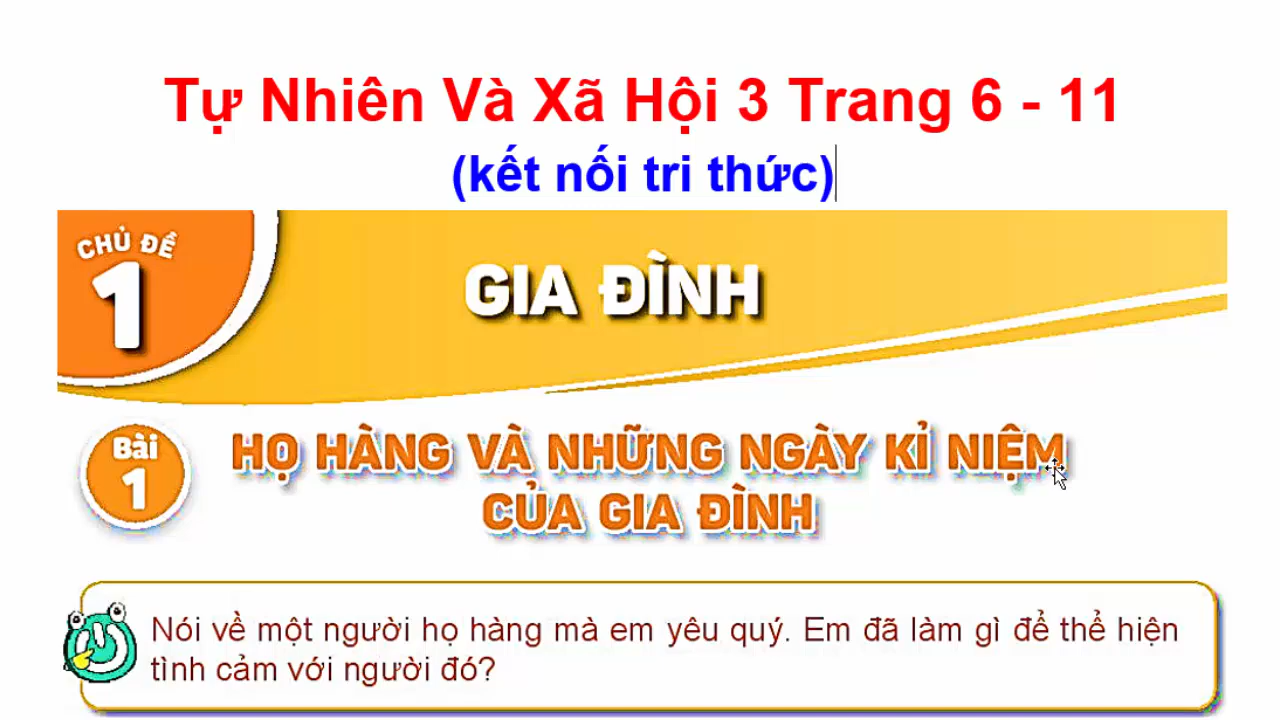 Tự Nhiên Và Xã Hội 3 Trang 6 - 11
(kết nối tri thức)
CHỦ ĐỀ
1
GIA ĐÌNH
Bài
1
HỌ HÀNG VÀ NHỮNG NGÀY KỈ NIỆM
CỦA GIA ĐÌNH
Nói về một người họ hàng mà em yêu quý. Em đã làm gì để thể hiện
tình cảm với người đó?